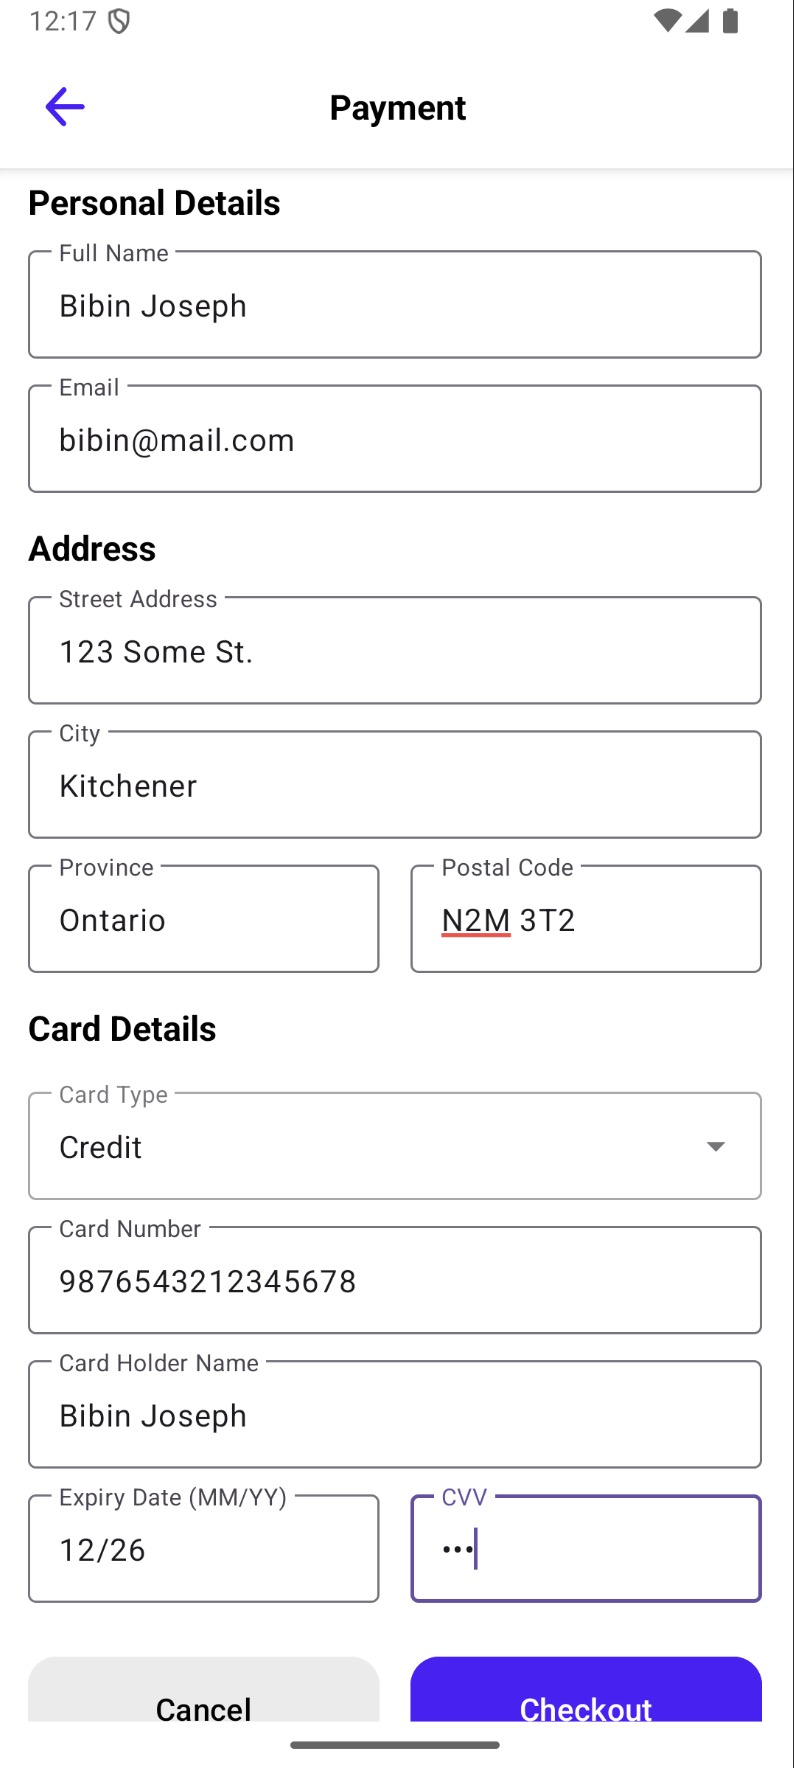 12:17
Payment
Personal Details
Full Name
Bibin Joseph
Email
bibin@mail.com
Address
Street Address
123 Some St.
City
Kitchener
Province
Ontario
Postal Code
N2M 3T2
Card Details
Card Type
Credit
Card Number
9876543212345678
Card Holder Name
Bibin Joseph
Expiry Date (MM/YY)
12/26
CVV
•••
Cancel
Checkout